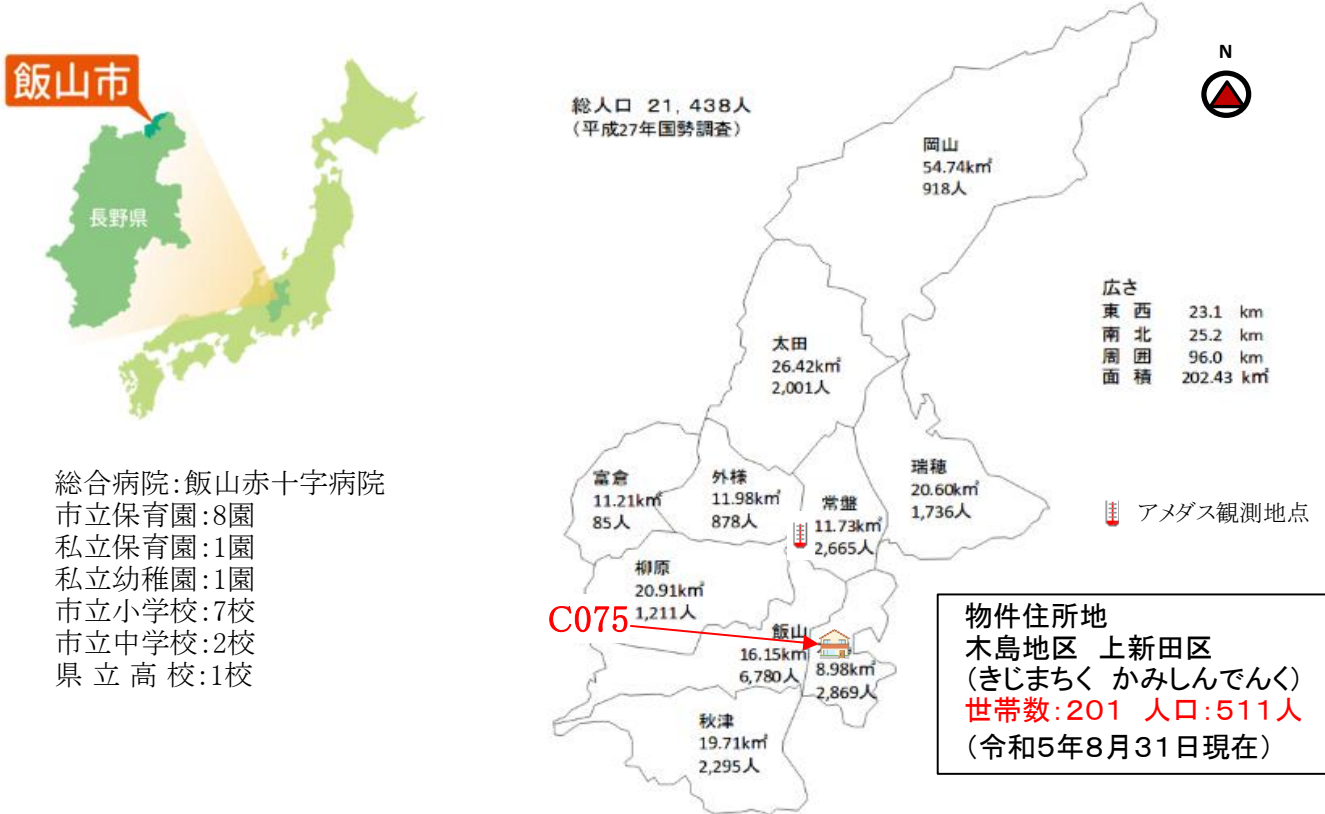 飯山市
長野県
総人口 21,438人
（平成27年国勢調査）
N
岡山
54.74㎢
918人
広さ
東 西 23.1 km
南 北 25.2 km
周 囲 96.0 km
面 積 202.43 ㎢
太田
26.42㎢
2,001人
富倉
11.21㎢
85人
外様
11.98㎢
878人
常盤
11.73㎢
2,665人
瑞穂
20.60㎢
1,736人
アメダス観測地点
総合病院:飯山赤十字病院
市立保育園:8園
私立保育園:1園
私立幼稚園:1園
市立小学校:7校
市立中学校:2校
県 立 高 校:1校
柳原
20.91㎢
1,211人
C075
飯山
16.15km
6,780人
8.98㎢
2,869人
秋津
19.71㎢
2,295人
物件住所地
木島地区 上新田区
(きじまちく かみしんでんく)
世帯数:201 人口:511人
(令和5年8月31日現在)